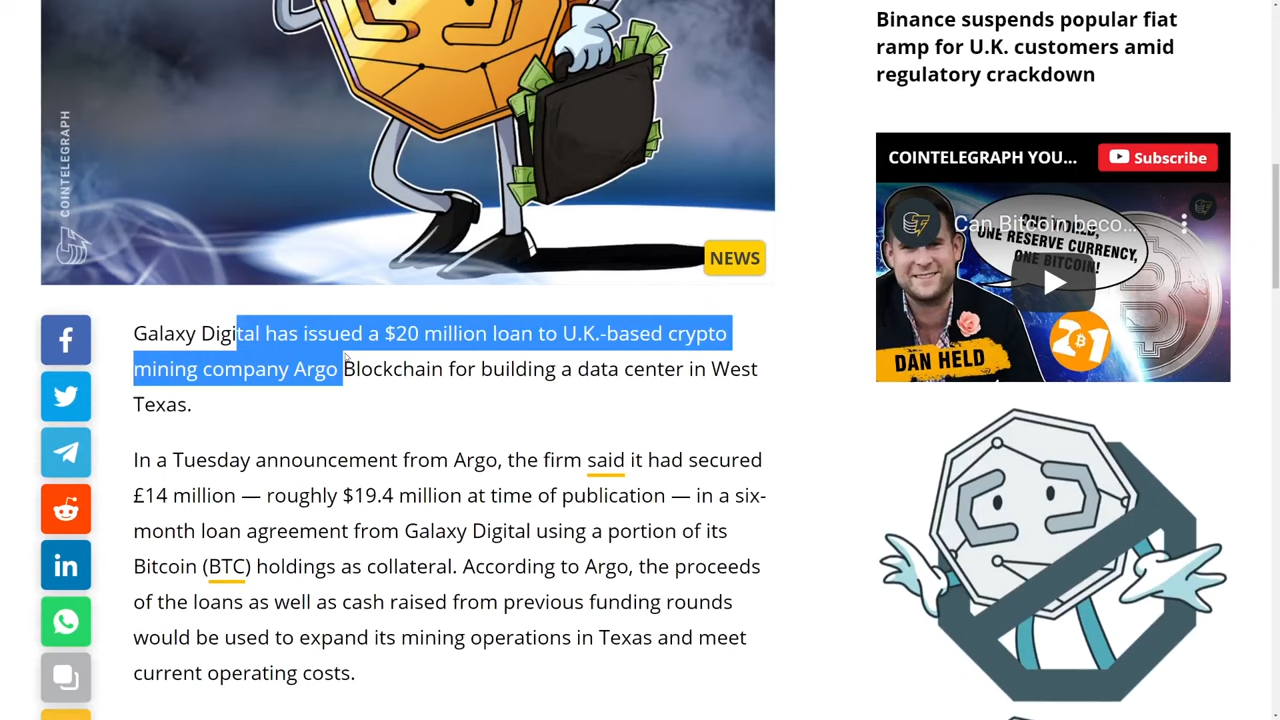 COINTELEGRAPH
NEWS
Galaxy Digital has issued a $20 million loan to U.K.-based crypto
mining company Argo Blockchain for building a data center in West
Texas.
In a Tuesday announcement from Argo, the firm said it had secured
£14 million — roughly $19.4 million at time of publication — in a six-
month loan agreement from Galaxy Digital using a portion of its
Bitcoin (BTC) holdings as collateral. According to Argo, the proceeds
of the loans as well as cash raised from previous funding rounds
would be used to expand its mining operations in Texas and meet
current operating costs.
Binance suspends popular fiat
ramp for U.K. customers amid
regulatory crackdown
COINTELEGRAPH YOU...
Subscribe
Can Bitcoin beco...
ONE WORLD,
ONE RESERVE CURRENCY,
ONE BITCOIN!
DAN HELD
21